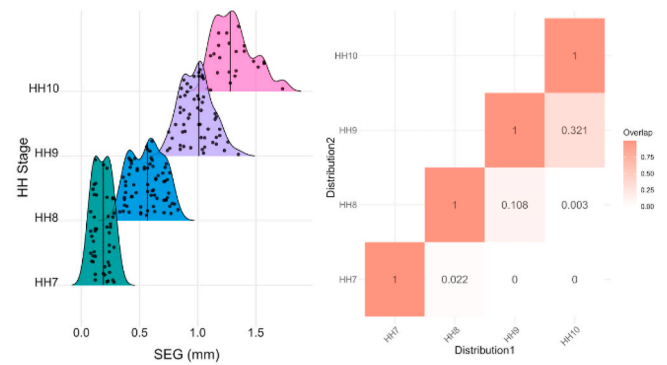 HH Stage
HH10
HH9
HH8
HH7
0.0 0.5 1.0 1.5
SEG (mm)
Distribution2
HH10
HH9
HH8
HH7
1
1 0.321
1 0.108 0.003
1 0.022 0 0
HH7 HH8 HH9 HH10
Distribution1
Overlap
0.75
0.50
0.25
0.00